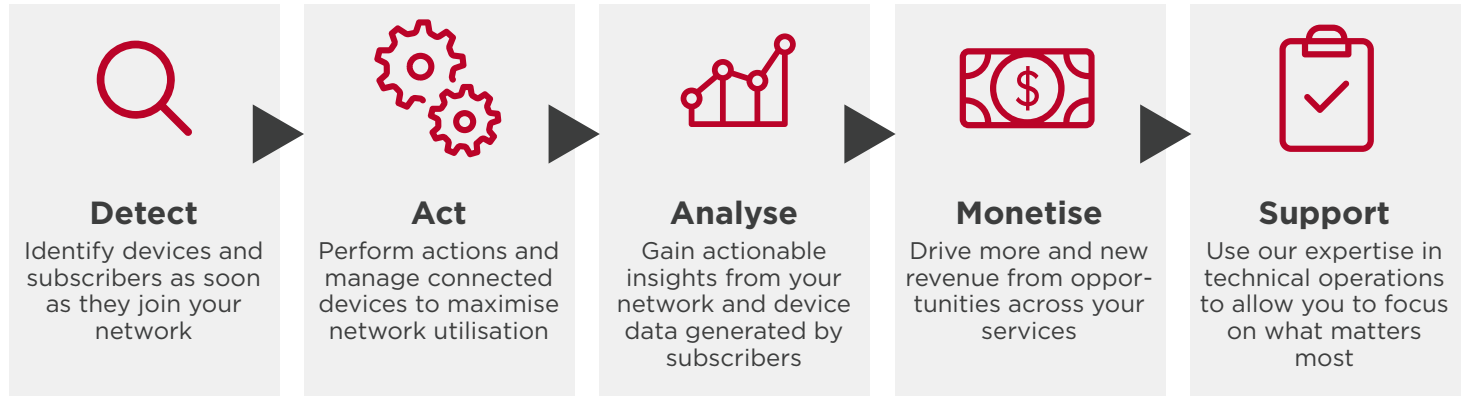 Detect
Identify devices and
subscribers as soon
as they join your
network
Act
Perform actions and
manage connected
devices to maximise
network utilisation
Analyse
Gain actionable
insights from your
network and device
data generated by
subscribers
Monetise
$
Drive more and new
revenue from oppor-
tunities across your
services
Support
Use our expertise in
technical operations
to allow you to focus
on what matters
most